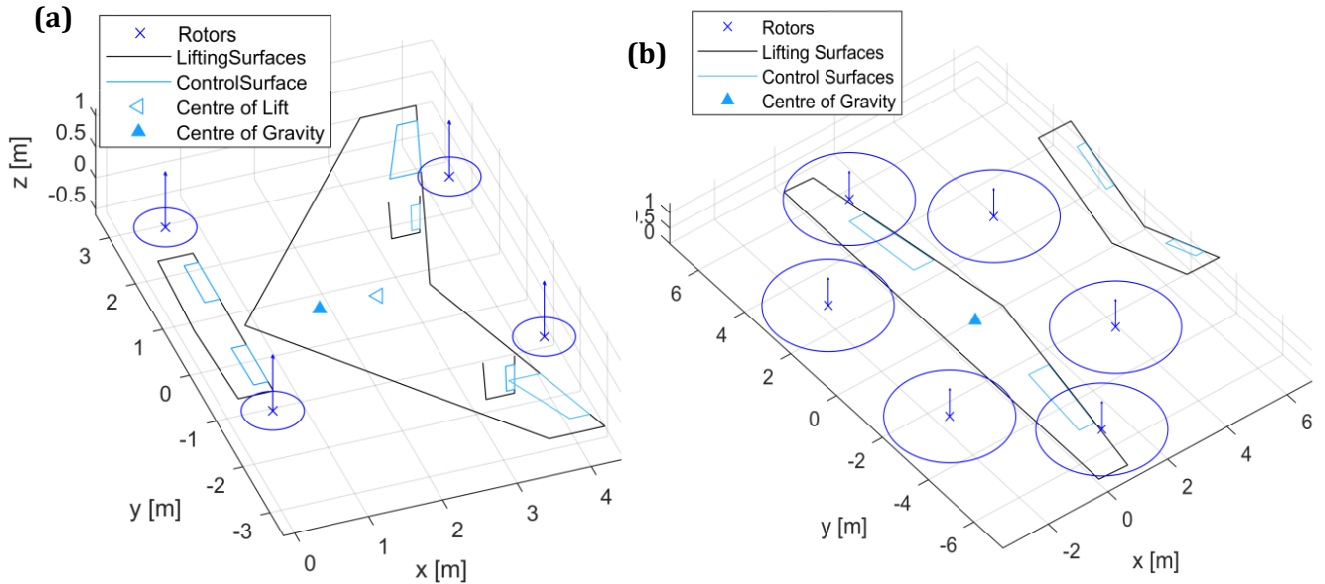 (a)
Rotors
LiftingSurfaces
ControlSurface
Centre of Lift
Centre of Gravity
1
0.5
0
-0.5
z [m]
3
2
1
0
-1
-2
-3
y [m]
0
1
2
3
4
x [m]
(b)
Rotors
Lifting Surfaces
Control Surfaces
Centre of Gravity
1
0.5
0
6
4
2
0
-2
-4
-6
y [m]
-2
0
2
4
6
x [m]